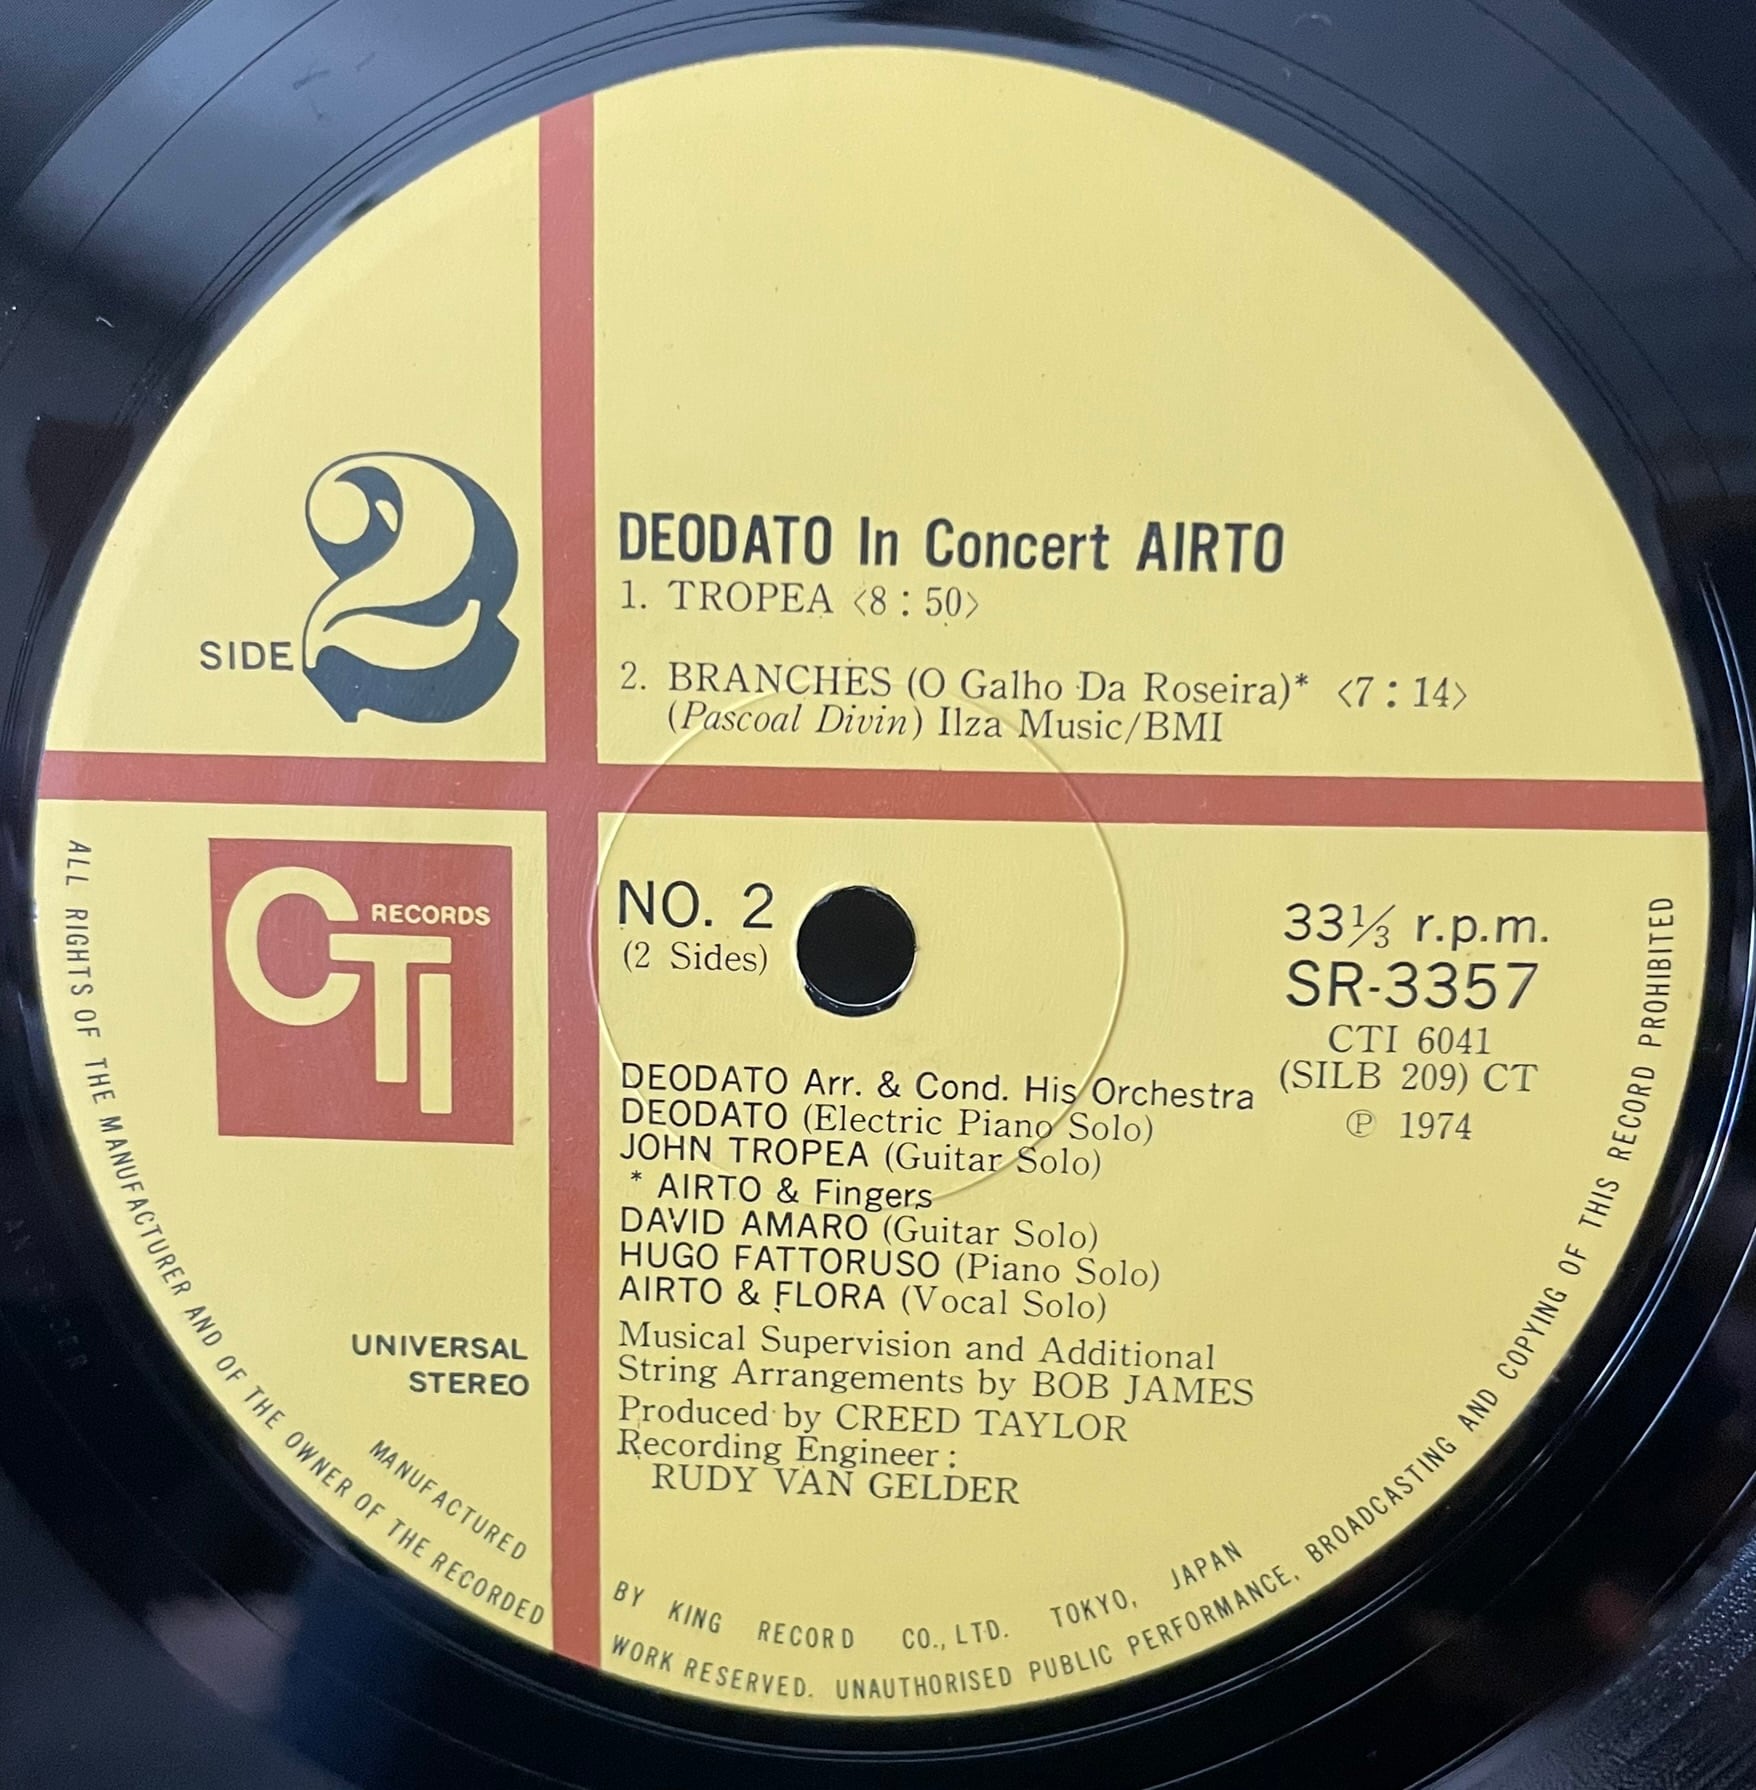 DEODATO In Concert AIRTO
1. TROPEA 〈8 : 50〉
2. BRANCHES (O Galho Da Roseira)* 〈7 : 14〉
(Pascoal Divin) Ilza Music/BMI
SIDE 2
CTI RECORDS
NO. 2
(2 Sides)
33⅓ r.p.m.
SR-3357
CTI 6041
(SILB 209) CT
℗ 1974
DEODATO Arr. & Cond. His Orchestra
DEODATO (Electric Piano Solo)
JOHN TROPEA (Guitar Solo)
* AIRTO & Fingers
DAVID AMARO (Guitar Solo)
HUGO FATTORUSO (Piano Solo)
AIRTO & FLORA (Vocal Solo)
Musical Supervision and Additional
String Arrangements by BOB JAMES
Produced by CREED TAYLOR
Recording Engineer :
RUDY VAN GELDER
UNIVERSAL
STEREO
MANUFACTURED BY KING RECORD CO., LTD. TOKYO, JAPAN
ALL RIGHTS OF THE MANUFACTURER AND OF THE OWNER OF THE RECORDED WORK RESERVED. UNAUTHORISED PUBLIC PERFORMANCE, BROADCASTING AND COPYING OF THIS RECORD PROHIBITED